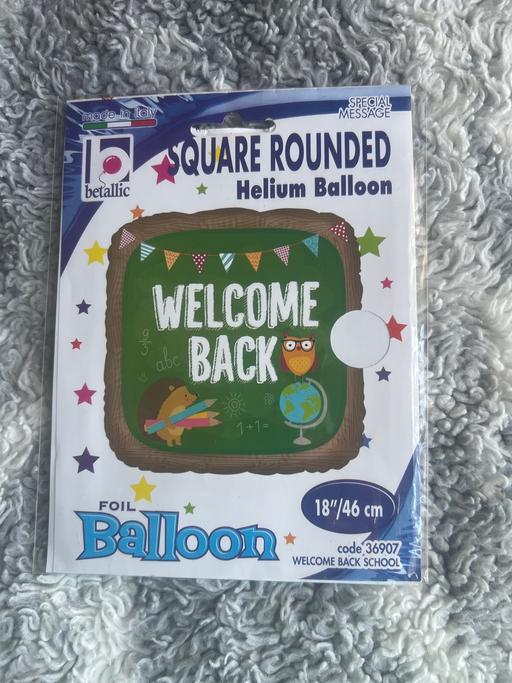 made in italy
SPECIAL
MESSAGE
betallic
SQUARE ROUNDED
Helium Balloon
WELCOME
BACK
abc
1+1=
18"/46 cm
FOIL
Balloon
code 36907
WELCOME BACK SCHOOL